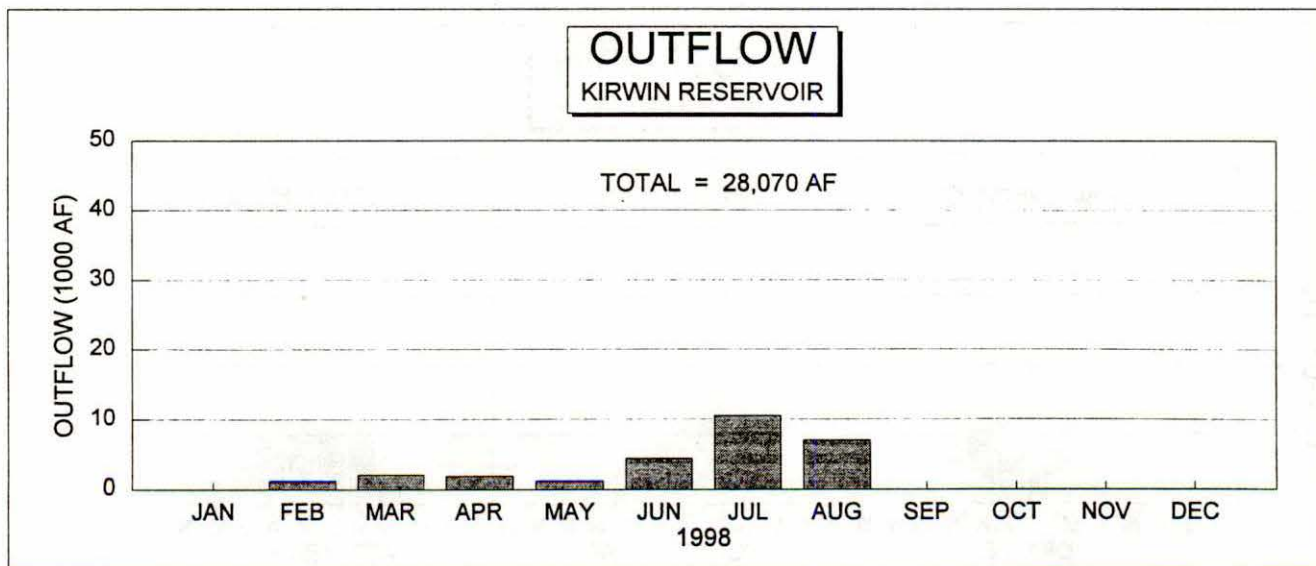 OUTFLOW
KIRWIN RESERVOIR
TOTAL = 28,070 AF
OUTFLOW (1000 AF)
50
40
30
20
10
0
JAN FEB MAR APR MAY JUN JUL AUG SEP OCT NOV DEC
1998